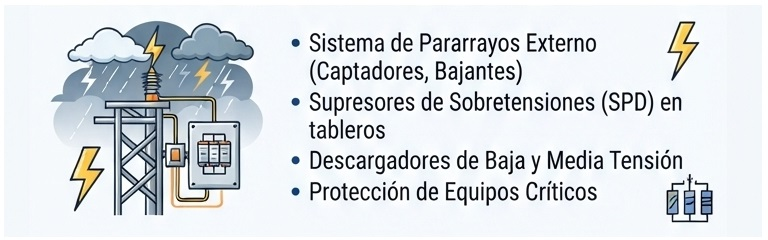 • Sistema de Pararrayos Externo
(Captadores, Bajantes)
• Supresores de Sobretensiones (SPD) en
tableros
• Descargadores de Baja y Media Tensión
• Protección de Equipos Críticos